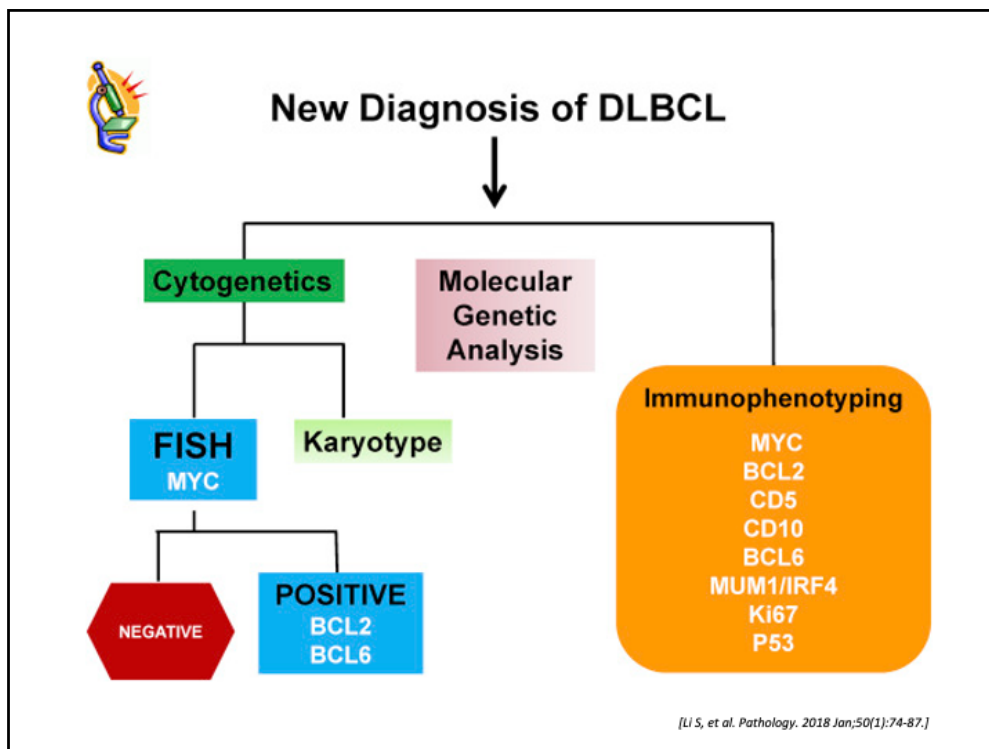 New Diagnosis of DLBCL
Cytogenetics
Molecular
Genetic
Analysis
FISH
MYC
Karyotype
NEGATIVE
POSITIVE
BCL2
BCL6
Immunophenotyping
MYC
BCL2
CD5
CD10
BCL6
MUM1/IRF4
Ki67
P53
[Li S, et al. Pathology. 2018 Jan;50(1):74-87.]